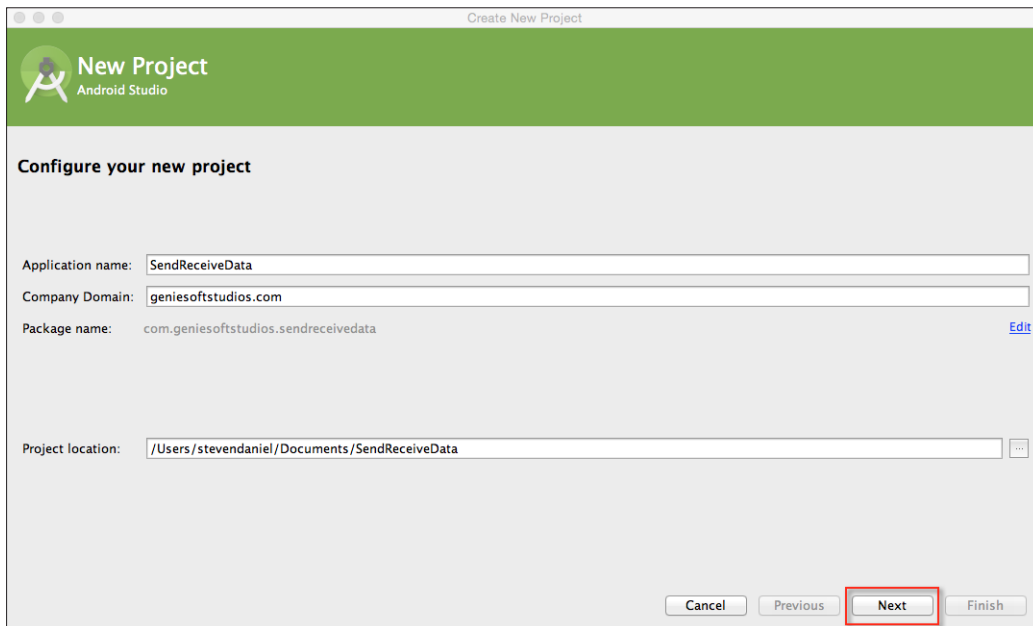 Create New Project
New Project
Android Studio
Configure your new project
Application name: SendReceiveData
Company Domain: geniesoftstudios.com
Package name: com.geniesoftstudios.sendreceivedata Edit
Project location: /Users/stevendaniel/Documents/SendReceiveData ...
Cancel Previous Next Finish